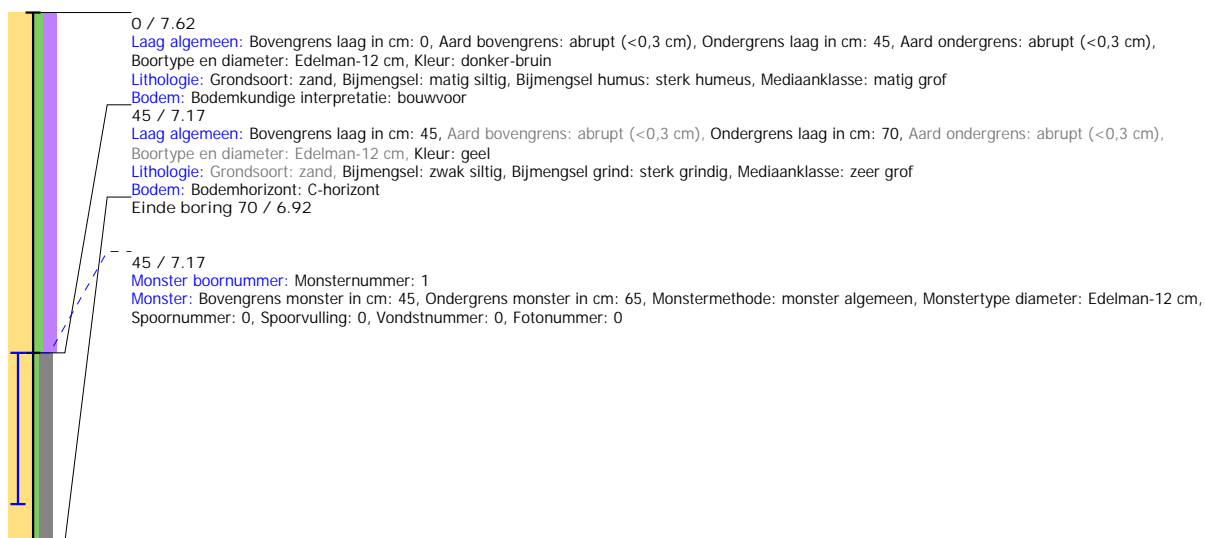 0 / 7.62
Laag algemeen: Bovengrens laag in cm: 0, Aard bovengrens: abrupt (<0,3 cm), Ondergrens laag in cm: 45, Aard ondergrens: abrupt (<0,3 cm),
Boortype en diameter: Edelman-12 cm, Kleur: donker-bruin
Lithologie: Grondsoort: zand, Bijmengsel: matig siltig, Bijmengsel humus: sterk humeus, Mediaanklasse: matig grof
Bodem: Bodemkundige interpretatie: bouwvoor
45 / 7.17
Laag algemeen: Bovengrens laag in cm: 45, Aard bovengrens: abrupt (<0,3 cm), Ondergrens laag in cm: 70, Aard ondergrens: abrupt (<0,3 cm),
Boortype en diameter: Edelman-12 cm, Kleur: geel
Lithologie: Grondsoort: zand, Bijmengsel: zwak siltig, Bijmengsel grind: sterk grindig, Mediaanklasse: zeer grof
Bodem: Bodemhorizont: C-horizont
Einde boring 70 / 6.92
45 / 7.17
Monster boornummer: Monsternummer: 1
Monster: Bovengrens monster in cm: 45, Ondergrens monster in cm: 65, Monstermethode: monster algemeen, Monstertype diameter: Edelman-12 cm,
Spoornummer: 0, Spoorvulling: 0, Vondstnummer: 0, Fotonummer: 0